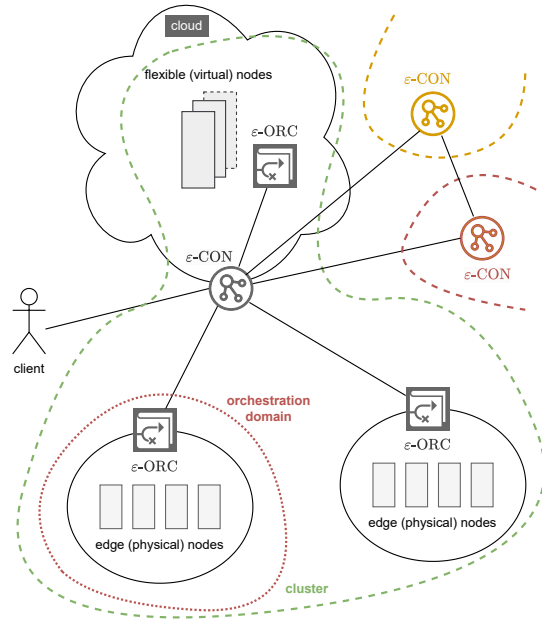 cloud
flexible (virtual) nodes
ε-CON
ε-ORC
ε-CON
ε-CON
client
orchestration
domain
ε-ORC
ε-ORC
edge (physical) nodes
edge (physical) nodes
cluster